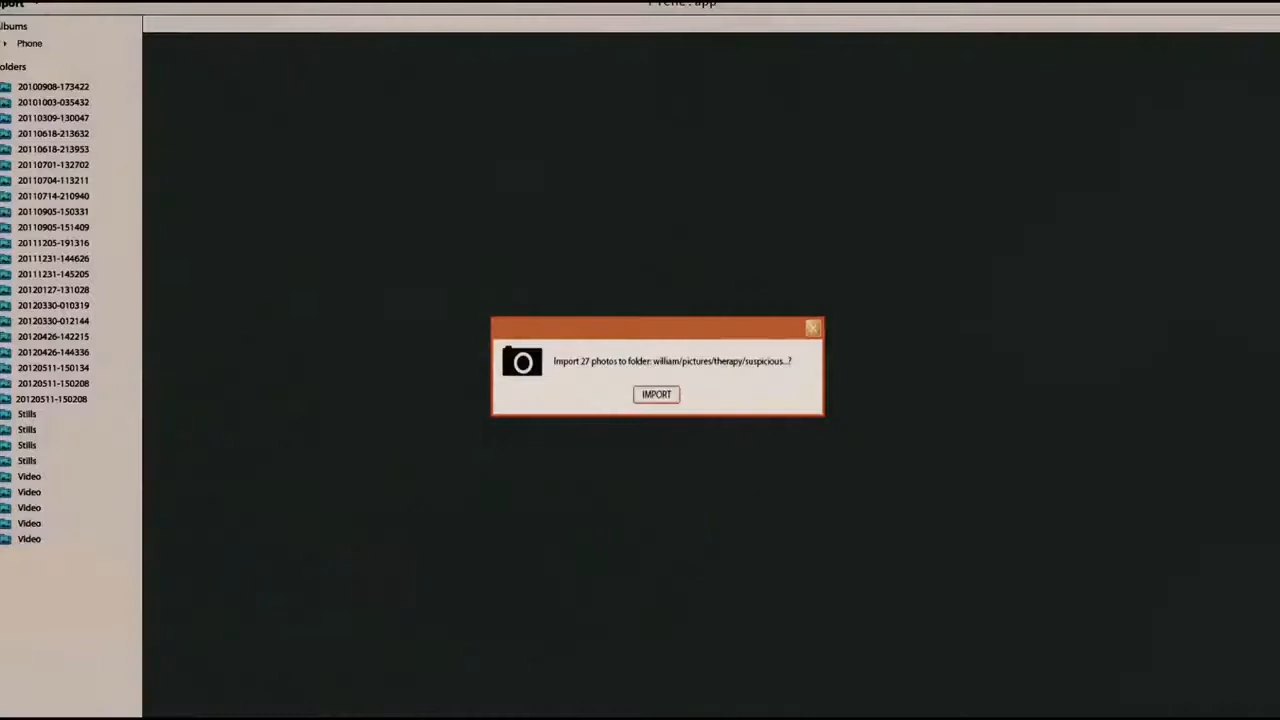 port
lbums
Phone
olders
20100908-173422
20101003-035432
20110309-130047
20110618-213632
20110618-213953
20110701-132702
20110704-113211
20110714-210940
20110905-150331
20110905-151409
20111205-191316
20111231-144626
20111231-145205
20120127-131028
20120330-010319
20120330-012144
20120426-142215
20120426-144336
20120511-150134
20120511-150208
20120511-150208
Stills
Stills
Stills
Stills
Video
Video
Video
Video
Video
Import 27 photos to folder: william/pictures/therapy/suspicious...?
IMPORT